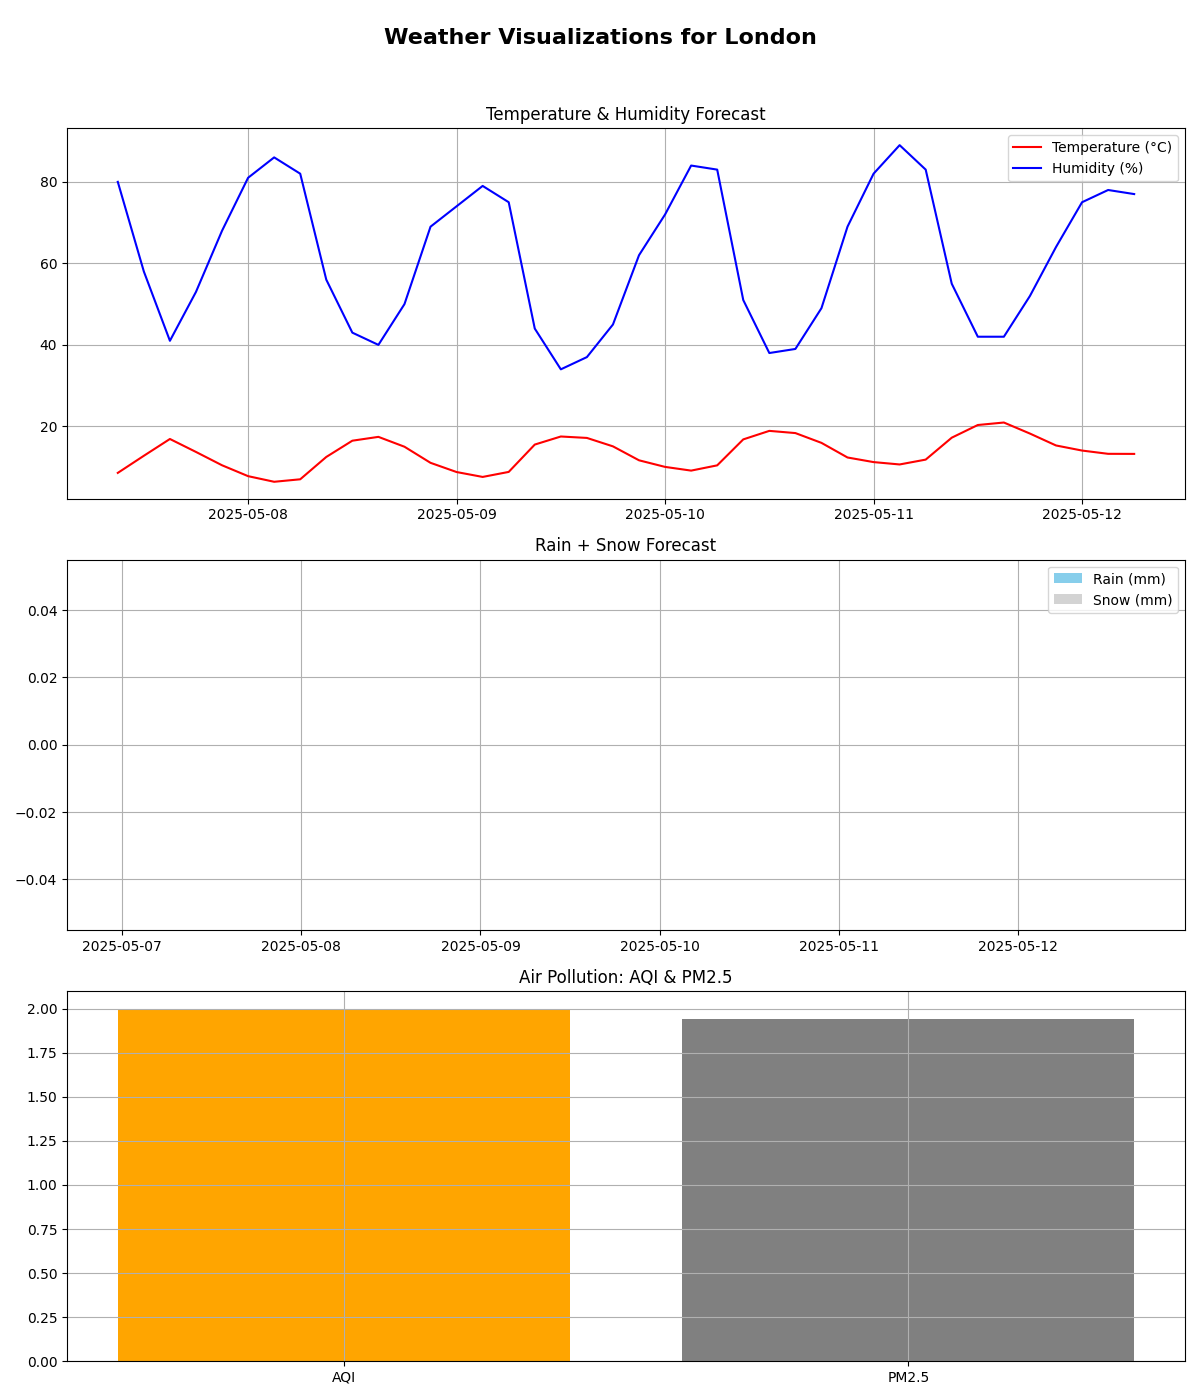 Weather Visualizations for London
Temperature & Humidity Forecast
Temperature (°C)
Humidity (%)
80
60
40
20
2025-05-08
2025-05-09
2025-05-10
2025-05-11
2025-05-12
Rain + Snow Forecast
Rain (mm)
Snow (mm)
0.04
0.02
0.00
−0.02
−0.04
2025-05-07
2025-05-08
2025-05-09
2025-05-10
2025-05-11
2025-05-12
Air Pollution: AQI & PM2.5
2.00
1.75
1.50
1.25
1.00
0.75
0.50
0.25
0.00
AQI
PM2.5